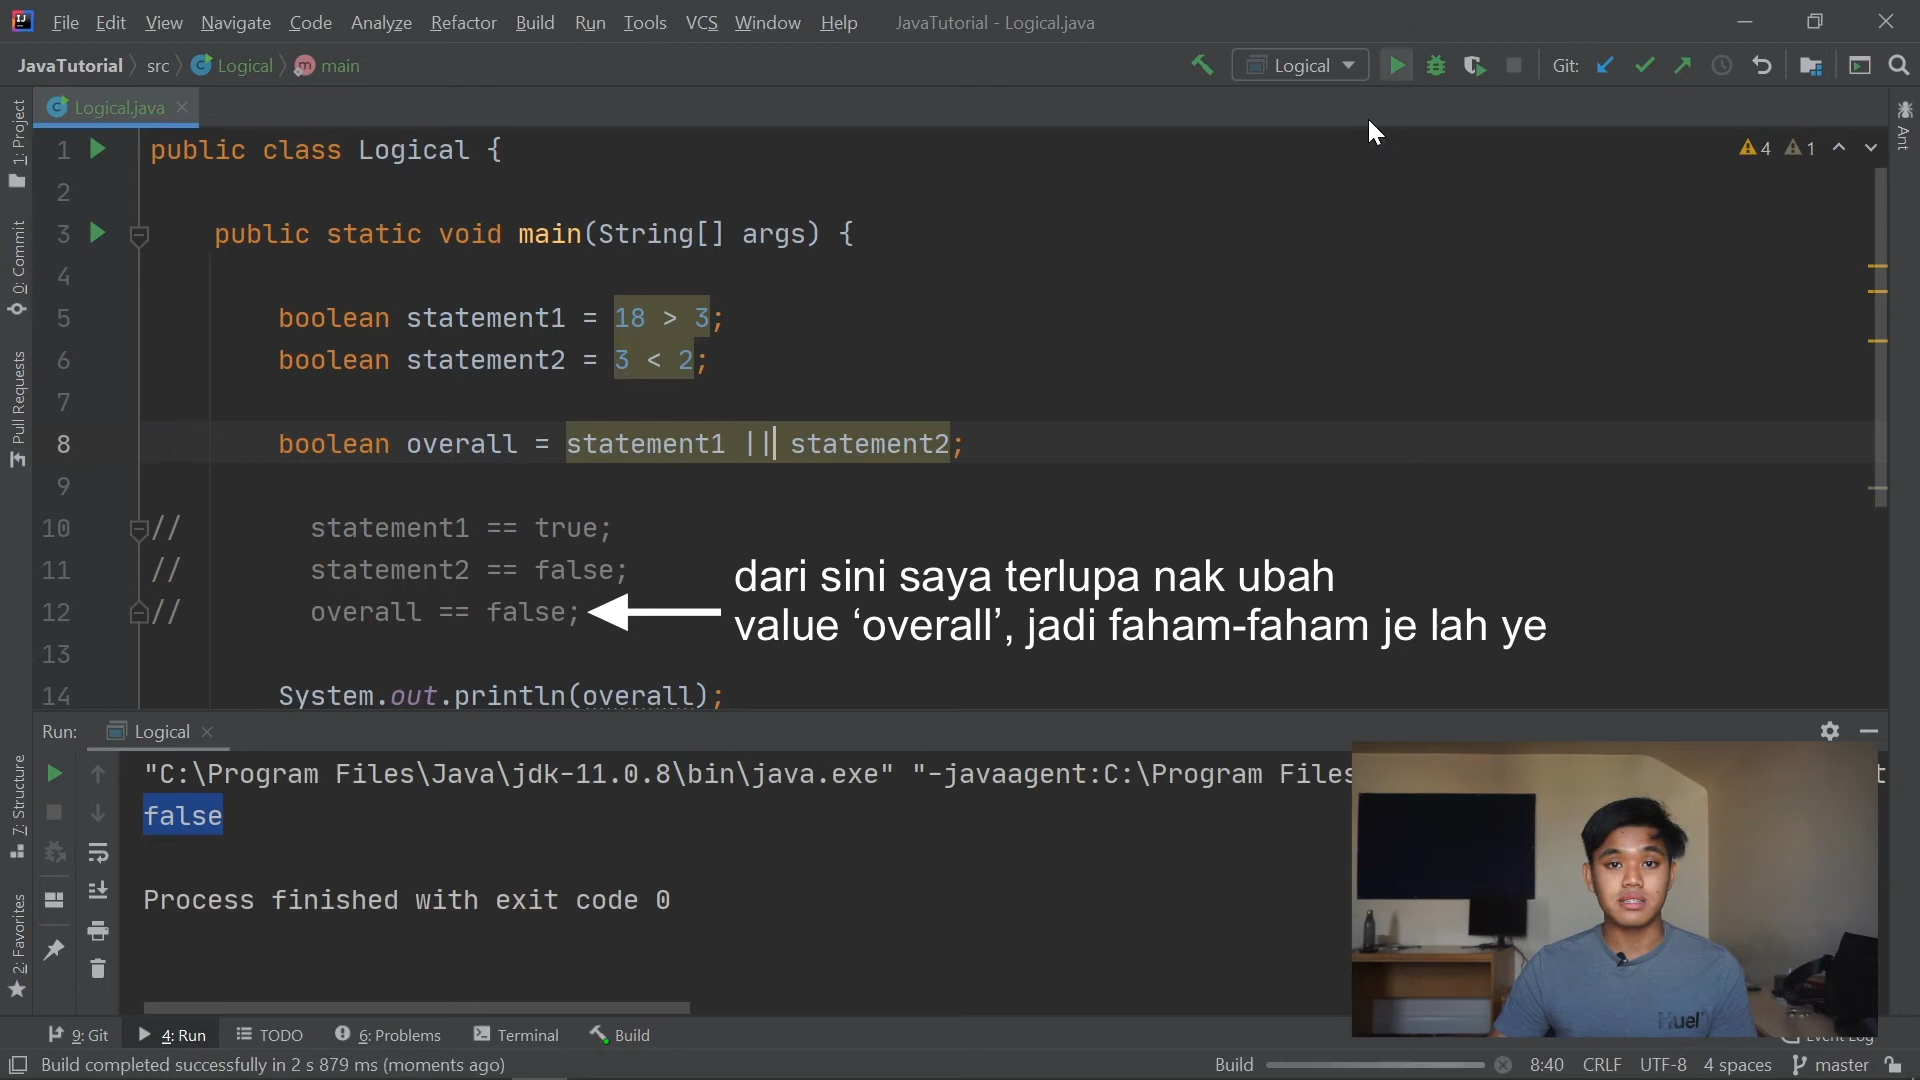 File Edit View Navigate Code Analyze Refactor Build Run Tools VCS Window Help JavaTutorial - Logical.java
JavaTutorial src Logical main Logical Git:
Logical.java
1: Project
0: Commit
Pull Requests
7: Structure
2: Favorites
Ant
4 1
1 public class Logical {
2
3 public static void main(String[] args) {
4
5 boolean statement1 = 18 > 3;
6 boolean statement2 = 3 < 2;
7
8 boolean overall = statement1 || statement2;
9
10 // statement1 == true;
11 // statement2 == false;
12 // overall == false;
13
14 System.out.println(overall);
dari sini saya terlupa nak ubah
value ‘overall’, jadi faham-faham je lah ye
Run: Logical
"C:\Program Files\Java\jdk-11.0.8\bin\java.exe" "-javaagent:C:\Program Files
false
Process finished with exit code 0
Huel
9: Git 4: Run TODO 6: Problems Terminal Build Event Log
Build completed successfully in 2 s 879 ms (moments ago) Build 8:40 CRLF UTF-8 4 spaces master